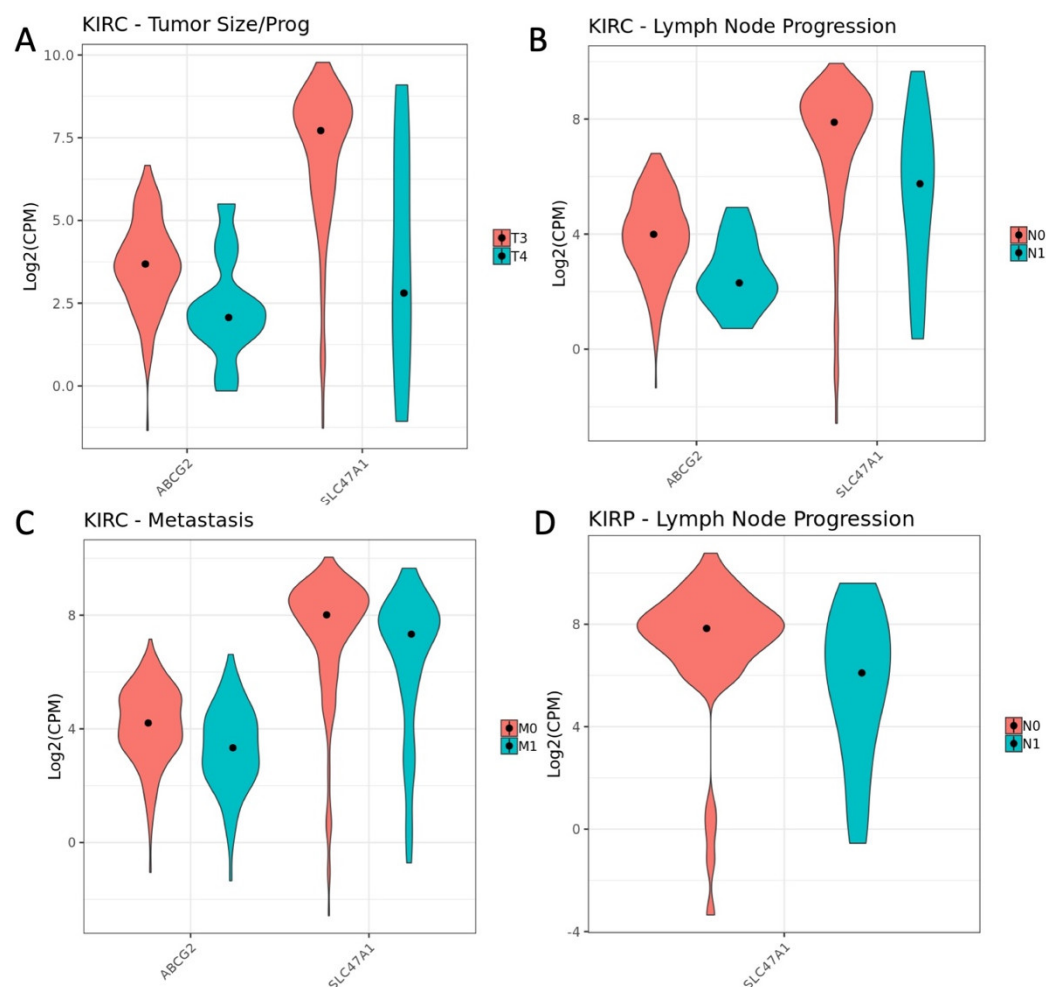 A
KIRC - Tumor Size/Prog
Log2(CPM)
10.0
7.5
5.0
2.5
0.0
ABCG2
SLC47A1
T3
T4
B
KIRC - Lymph Node Progression
Log2(CPM)
8
4
0
ABCG2
SLC47A1
N0
N1
C
KIRC - Metastasis
Log2(CPM)
8
4
0
ABCG2
SLC47A1
M0
M1
D
KIRP - Lymph Node Progression
Log2(CPM)
8
4
0
-4
SLC47A1
N0
N1